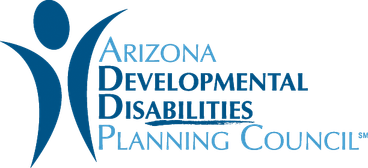 Arizona
Developmental
Disabilities
Planning Council℠